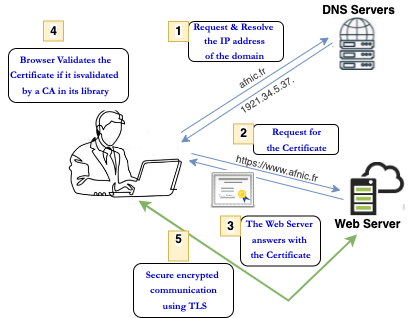 4
Browser Validates the
Certificate if it isvalidated
by a CA in its library
1
Request & Resolve
the IP address
of the domain
DNS Servers
afnic.fr
1921.34.5.37.
2
Request for
the Certificate
https://www.afnic.fr
Web Server
3
The Web Server
answers with
the Certificate
5
Secure encrypted
communication
using TLS